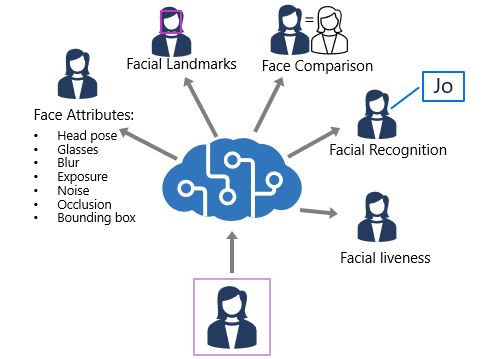 Facial Landmarks
=
Face Comparison
Face Attributes:
• Head pose
• Glasses
• Blur
• Exposure
• Noise
• Occlusion
• Bounding box
Jo
Facial Recognition
Facial liveness